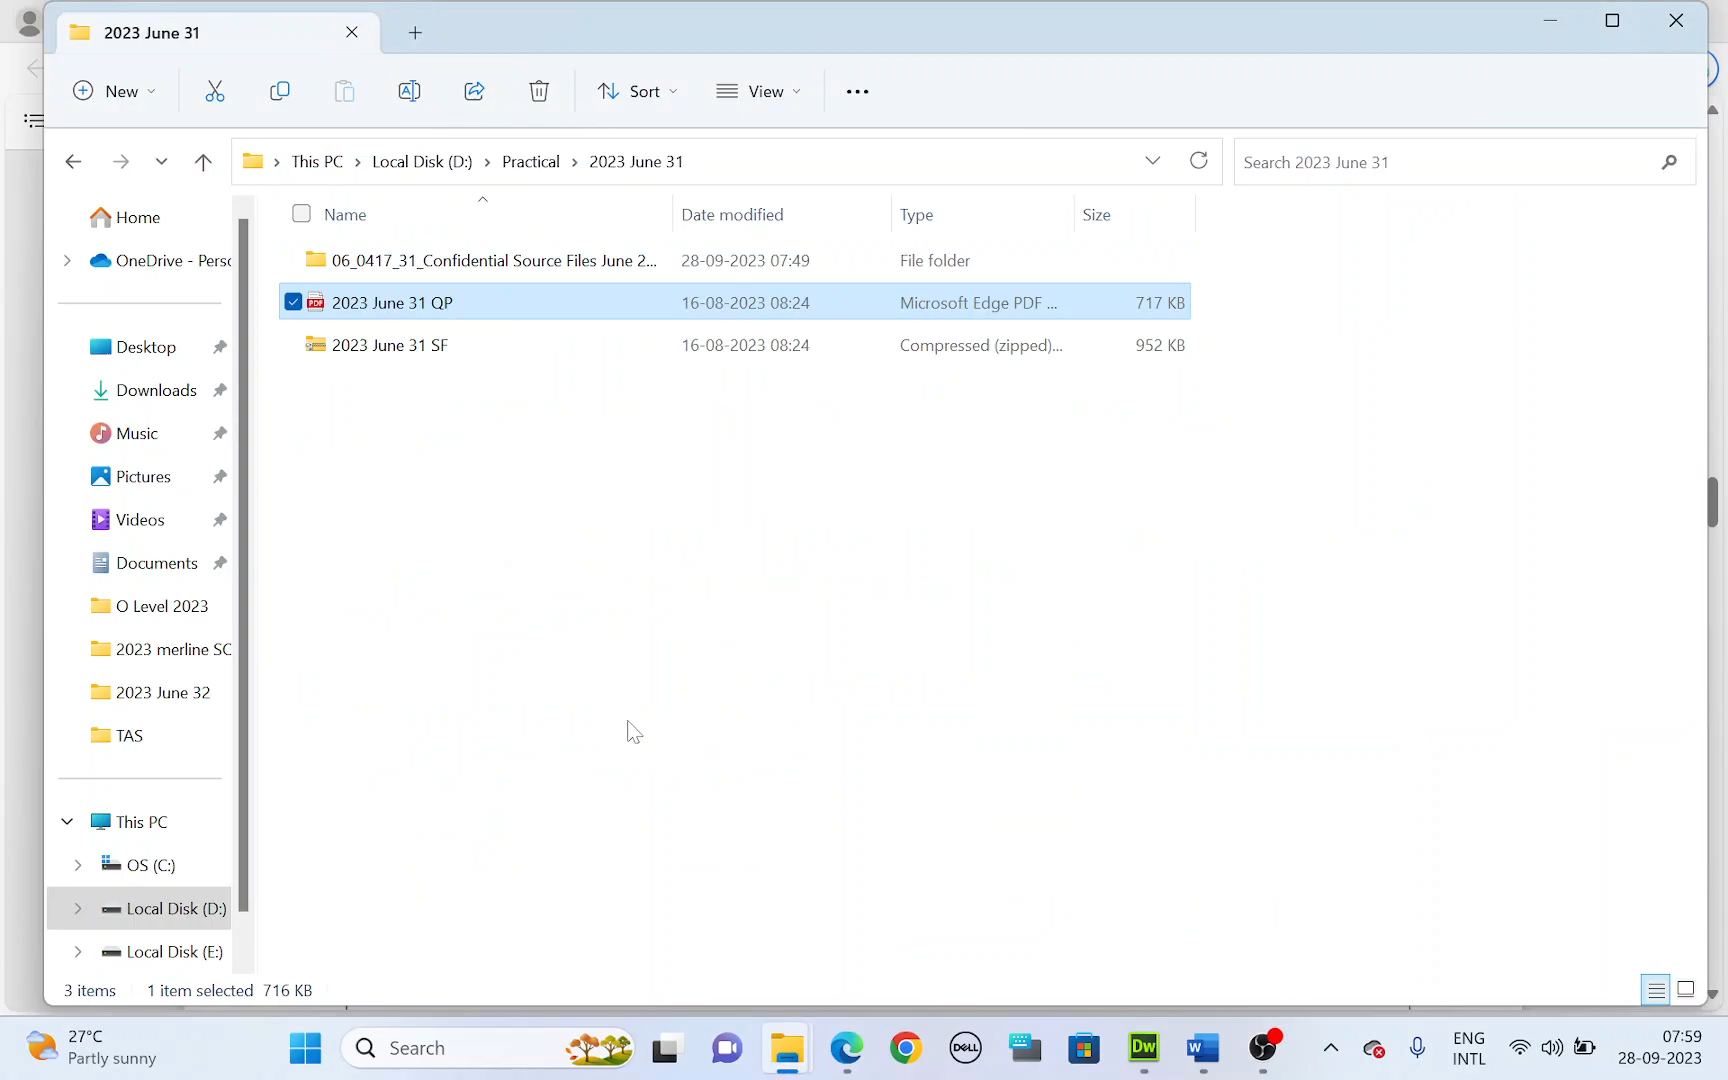 2023 June 31
New
Sort
View
This PC > Local Disk (D:) > Practical > 2023 June 31
Search 2023 June 31
Name Date modified Type Size
06_0417_31_Confidential Source Files June 2... 28-09-2023 07:49 File folder
2023 June 31 QP 16-08-2023 08:24 Microsoft Edge PDF ... 717 KB
2023 June 31 SF 16-08-2023 08:24 Compressed (zipped)... 952 KB
Home
OneDrive - Perso
Desktop
Downloads
Music
Pictures
Videos
Documents
O Level 2023
2023 merline SC
2023 June 32
TAS
This PC
OS (C:)
Local Disk (D:)
Local Disk (E:)
3 items 1 item selected 716 KB
27°C
Partly sunny
Search
DELL
Dw
W
ENG
INTL
07:59
28-09-2023